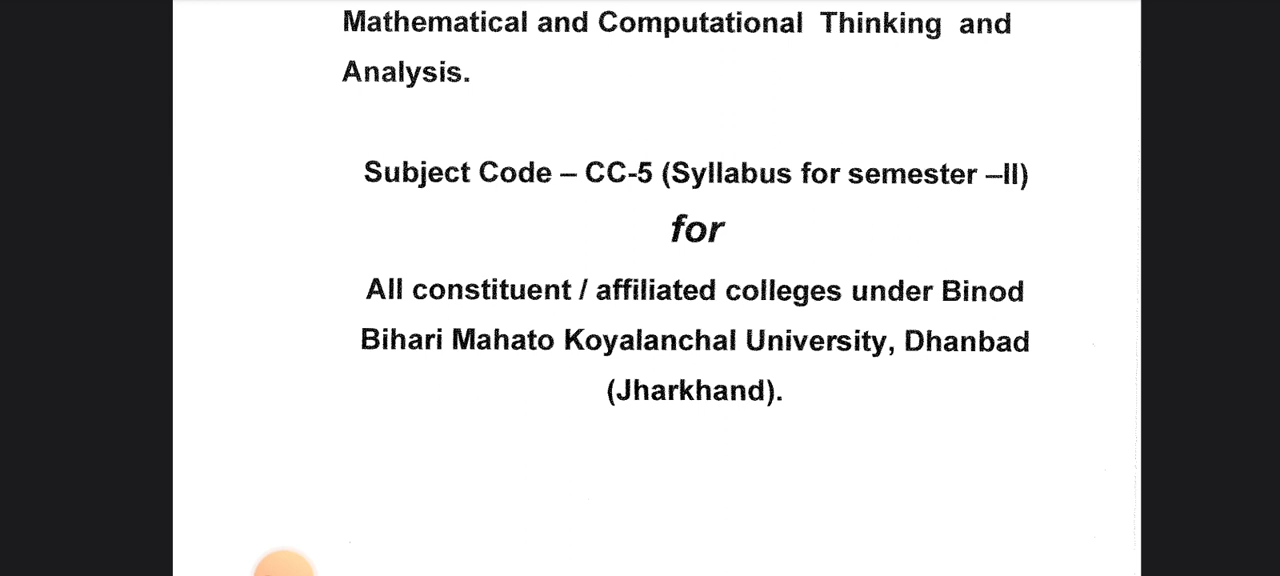 Mathematical and Computational Thinking and
Analysis.
Subject Code – CC-5 (Syllabus for semester –II)
for
All constituent / affiliated colleges under Binod
Bihari Mahato Koyalanchal University, Dhanbad
(Jharkhand).